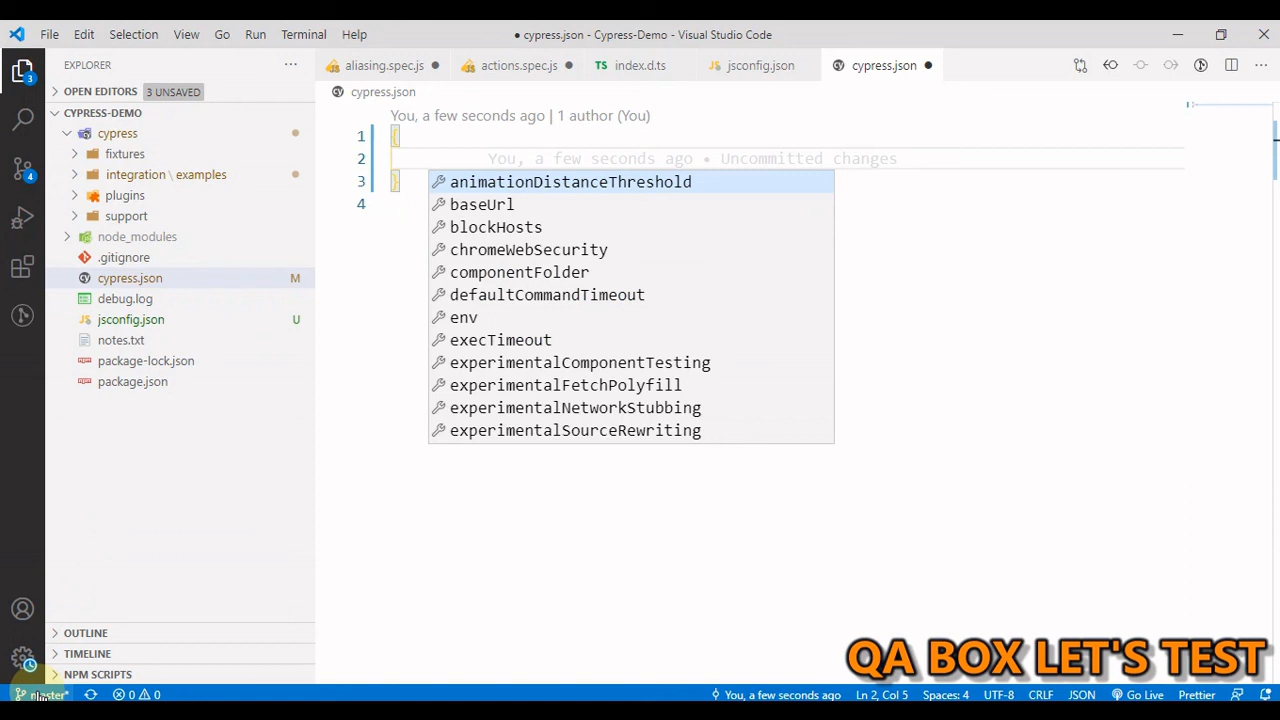 File Edit Selection View Go Run Terminal Help
● cypress.json - Cypress-Demo - Visual Studio Code
EXPLORER
3
4
OPEN EDITORS 3 UNSAVED
CYPRESS-DEMO
cypress
fixtures
integration \ examples
plugins
support
node_modules
.gitignore
cypress.json M
debug.log
jsconfig.json U
notes.txt
package-lock.json
package.json
OUTLINE
TIMELINE
NPM SCRIPTS
aliasing.spec.js ● actions.spec.js ● TS index.d.ts jsconfig.json cypress.json ●
cypress.json
You, a few seconds ago | 1 author (You)
1 {
2 You, a few seconds ago • Uncommitted changes
3 }
4
animationDistanceThreshold
baseUrl
blockHosts
chromeWebSecurity
componentFolder
defaultCommandTimeout
env
execTimeout
experimentalComponentTesting
experimentalFetchPolyfill
experimentalNetworkStubbing
experimentalSourceRewriting
QA BOX LET'S TEST
master* 0 0 You, a few seconds ago Ln 2, Col 5 Spaces: 4 UTF-8 CRLF JSON Go Live Prettier